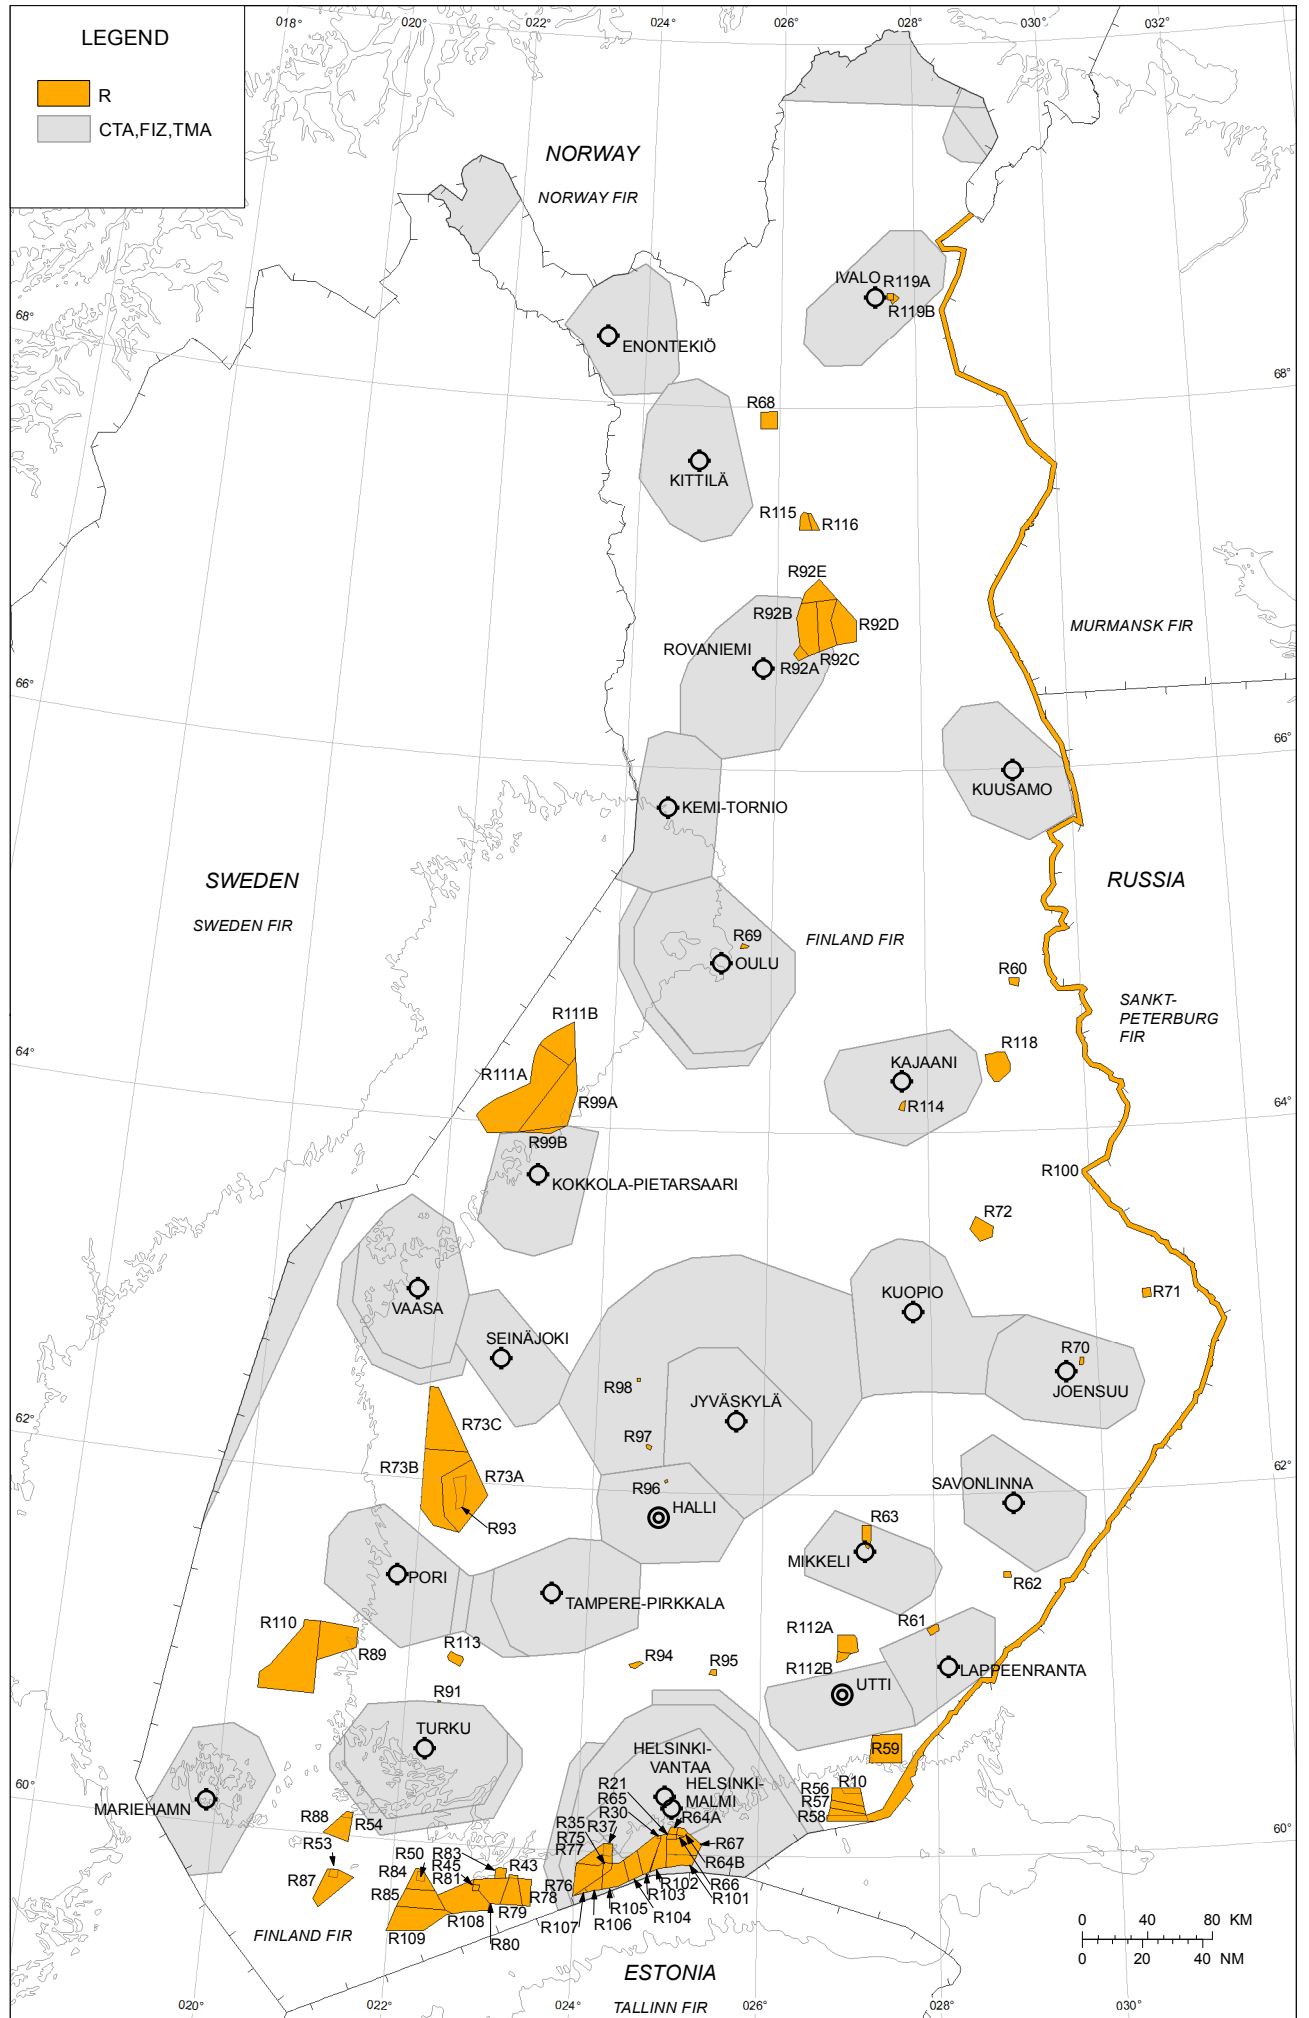 018°
020°
022°
024°
026°
028°
030°
032°
LEGEND
R
CTA,FIZ,TMA
NORWAY
NORWAY FIR
IVALO
R119A
R119B
68°
ENONTEKIÖ
68°
R68
KITTILÄ
R115
R116
R92E
R92B
R92D
MURMANSK FIR
ROVANIEMI
R92C
R92A
66°
66°
KUUSAMO
KEMI-TORNIO
SWEDEN
RUSSIA
SWEDEN FIR
R69
FINLAND FIR
OULU
R60
SANKT-
PETERBURG
FIR
R111B
R118
64°
KAJAANI
R111A
R99A
R114
64°
R99B
R100
KOKKOLA-PIETARSAARI
R72
KUOPIO
R71
VAASA
SEINÄJOKI
R70
JOENSUU
R98
JYVÄSKYLÄ
62°
R73C
R97
R73B
R73A
62°
R96
SAVONLINNA
HALLI
R93
R63
MIKKELI
PORI
R62
TAMPERE-PIRKKALA
R110
R112A
R61
R89
R113
R94
R95
R112B
LAPPEENRANTA
UTTI
R91
TURKU
HELSINKI-
VANTAA
R59
60°
R21
HELSINKI-
MALMI
R56
R10
MARIEHAMN
R65
R57
R88
R30
R64A
R58
R54
R35
R37
60°
R53
R75
R67
R50
R83
R77
R64B
R87
R84
R45
R43
R81
R76
R102
R66
R85
R78
R103
R101
R79
R105
R104
R108
R107
R106
R109
R80
FINLAND FIR
0 40 80 KM
0 20 40 NM
ESTONIA
TALLINN FIR
020°
022°
024°
026°
028°
030°